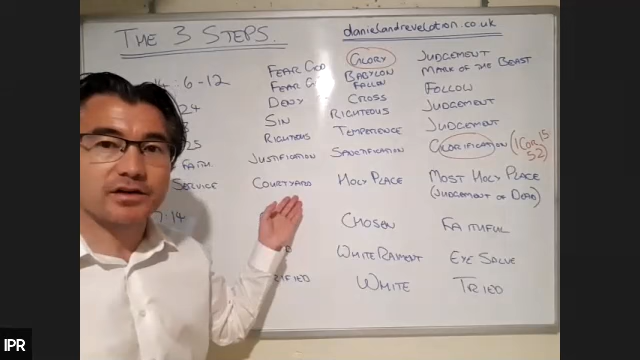 THE 3 STEPS.
danielandrevelation.co.uk
: 6-12 FEAR GOD GLORY JUDGEMENT
FEAR G BABYLON FALLEN MARK OF THE BEAST
24 DENY CROSS FOLLOW
SIN RIGHTEOUS JUDGEMENT
25 RIGHTEOUS TEMPERENCE JUDGEMENT
FAITH. JUSTIFICATION SANCTIFICATION GLORIFICATION (1 COR 15 52)
SERVICE COURTYARD HOLY PLACE MOST HOLY PLACE
(JUDGEMENT OF DEAD)
7:14 CHOSEN FAITHFUL
WHITE RAIMENT EYE SALVE
IFIED WHITE TRIED
IPR